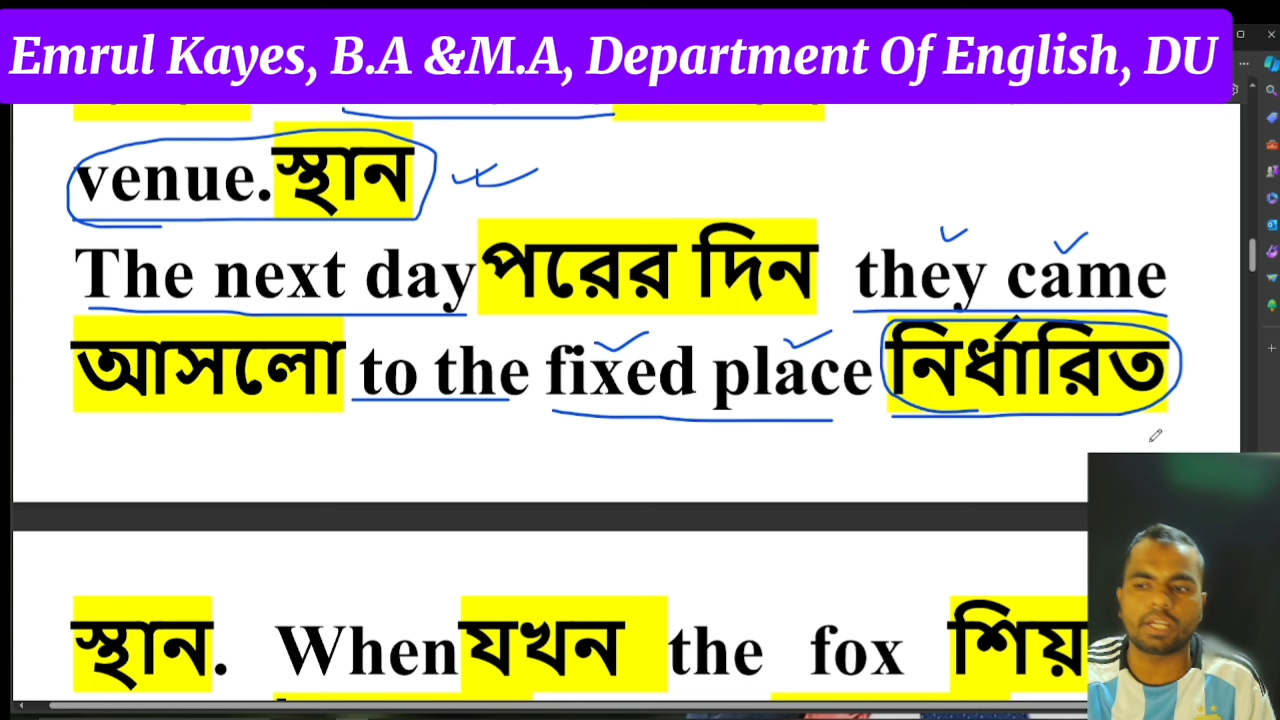 Emrul Kayes, B.A &M.A, Department Of English, DU
venue.স্থান
The next day পরের দিন they came
আসলো to the fixed place নির্ধারিত
স্থান. When যখন the fox